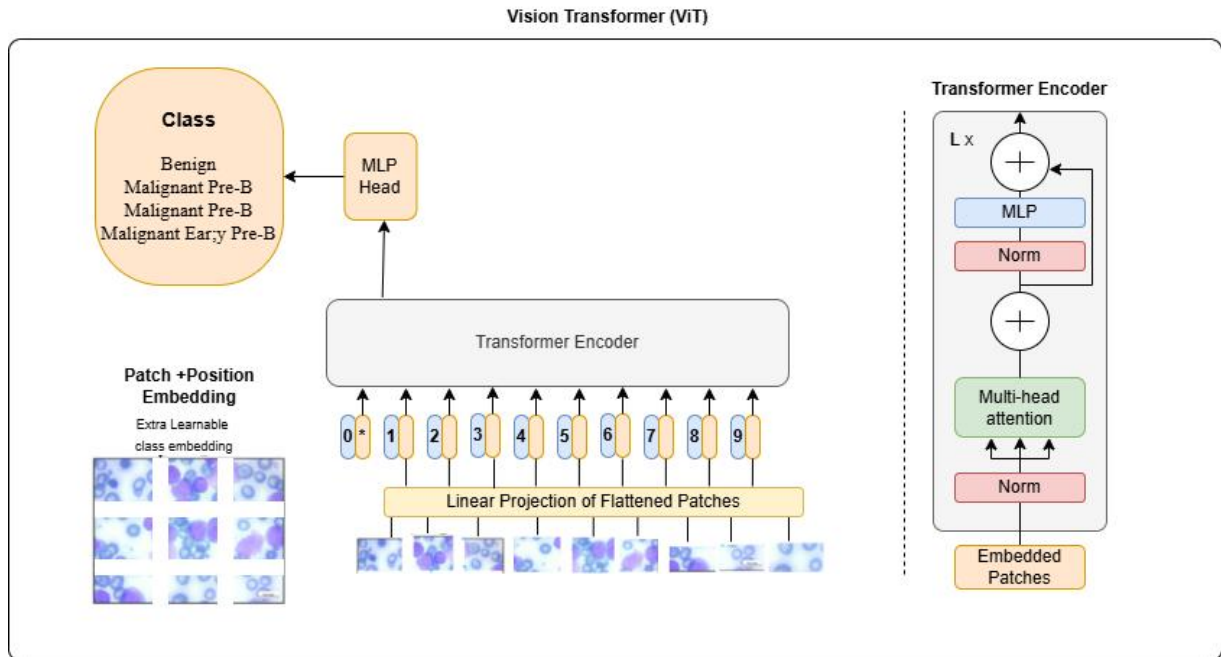 Vision Transformer (ViT)
Class
Benign
Malignant Pre-B
Malignant Pre-B
Malignant Ear;y Pre-B
MLP
Head
Transformer Encoder
Patch +Position
Embedding
Extra Learnable
class embedding
0 * 1 2 3 4 5 6 7 8 9
Linear Projection of Flattened Patches
Transformer Encoder
L x
MLP
Norm
Multi-head
attention
Norm
Embedded
Patches